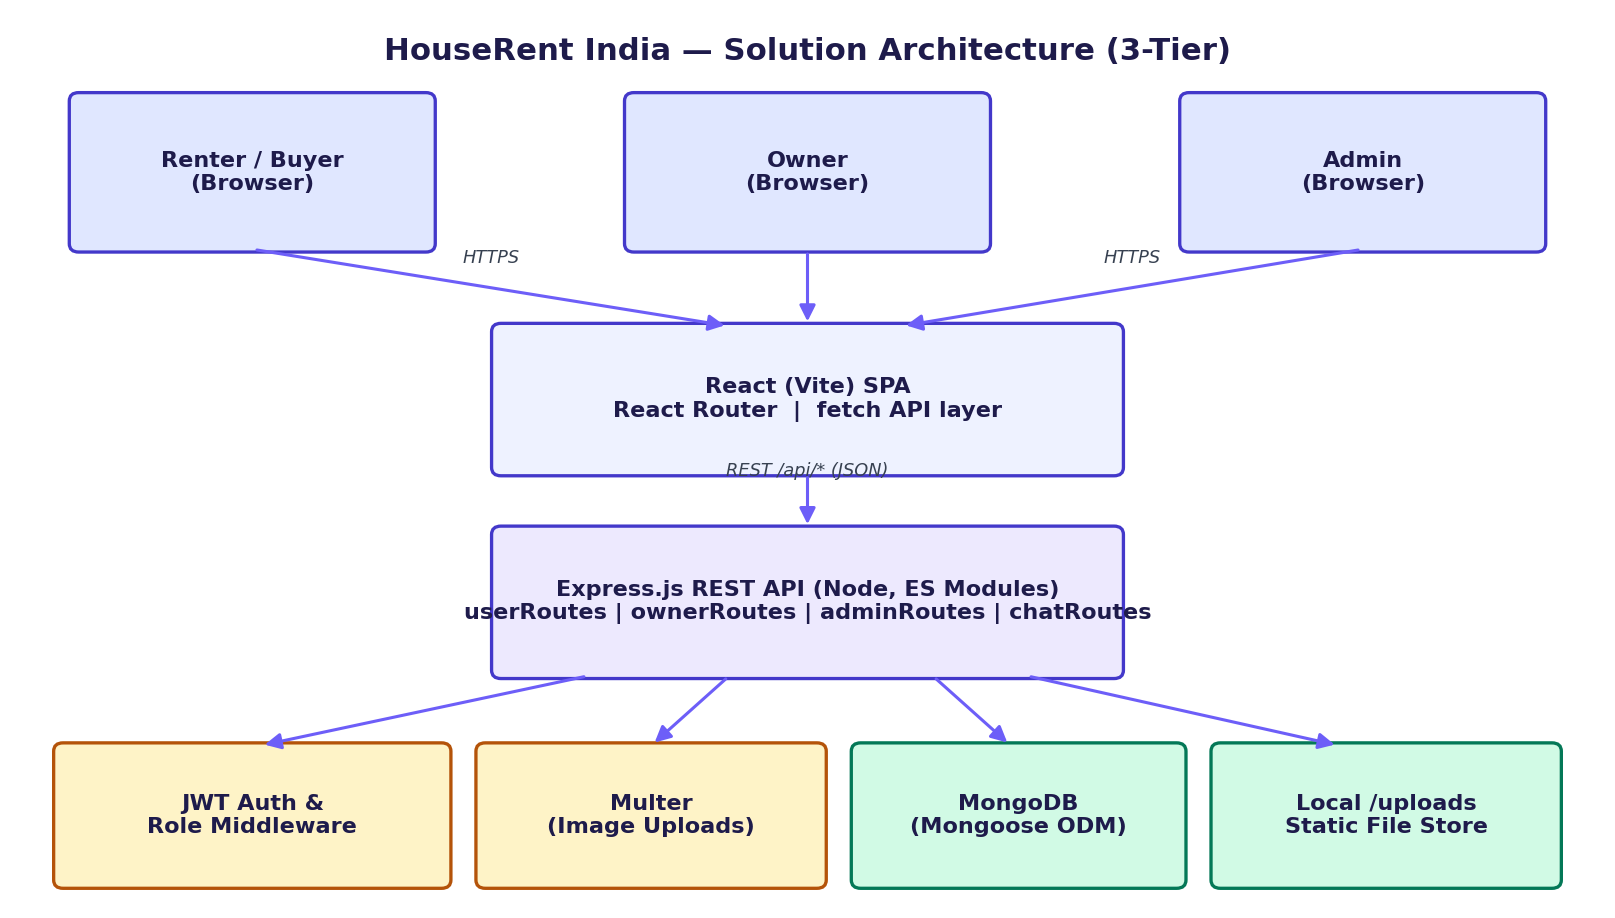 HouseRent India — Solution Architecture (3-Tier)
Renter / Buyer
(Browser)
Owner
(Browser)
Admin
(Browser)
HTTPS
HTTPS
React (Vite) SPA
React Router | fetch API layer
REST /api/* (JSON)
Express.js REST API (Node, ES Modules)
userRoutes | ownerRoutes | adminRoutes | chatRoutes
JWT Auth &
Role Middleware
Multer
(Image Uploads)
MongoDB
(Mongoose ODM)
Local /uploads
Static File Store